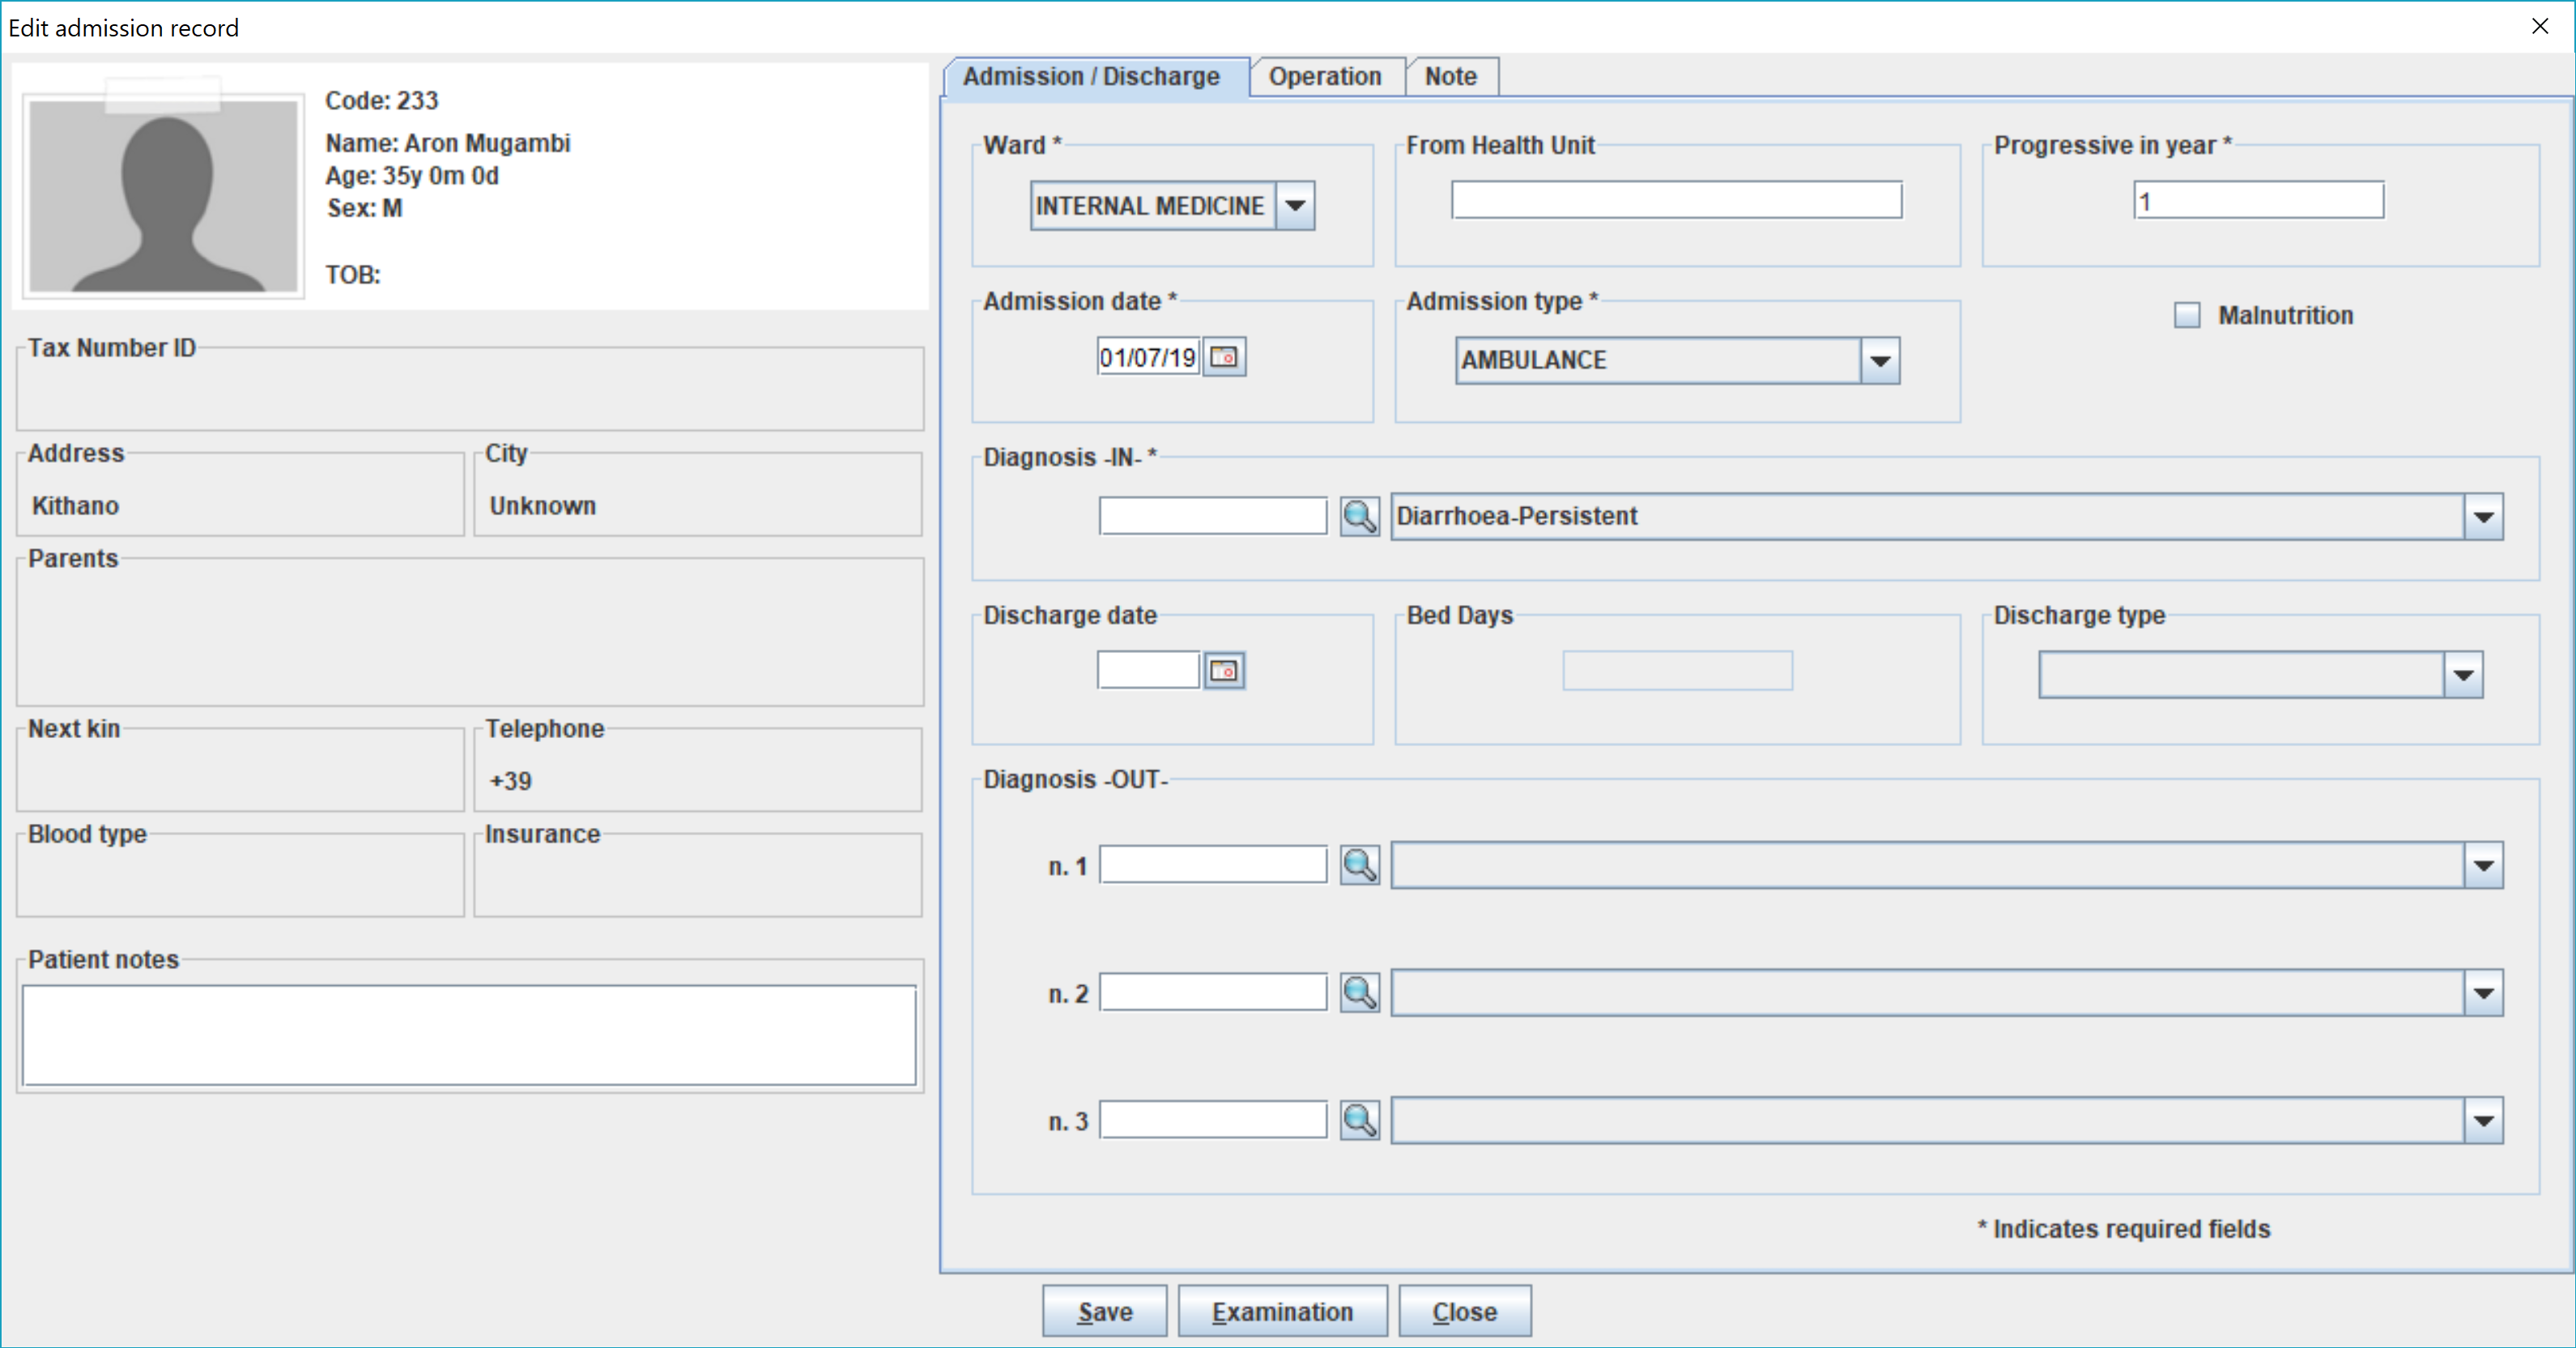 Edit admission record
Code: 233
Name: Aron Mugambi
Age: 35y 0m 0d
Sex: M
TOB:
Tax Number ID
Address
City
Kithano
Unknown
Parents
Next kin
Telephone
+39
Blood type
Insurance
Patient notes
Admission / Discharge
Operation
Note
Ward *
From Health Unit
Progressive in year *
INTERNAL MEDICINE
1
Admission date *
Admission type *
Malnutrition
01/07/19
AMBULANCE
Diagnosis -IN- *
Diarrhoea-Persistent
Discharge date
Bed Days
Discharge type
Diagnosis -OUT-
n. 1
n. 2
n. 3
* Indicates required fields
Save
Examination
Close